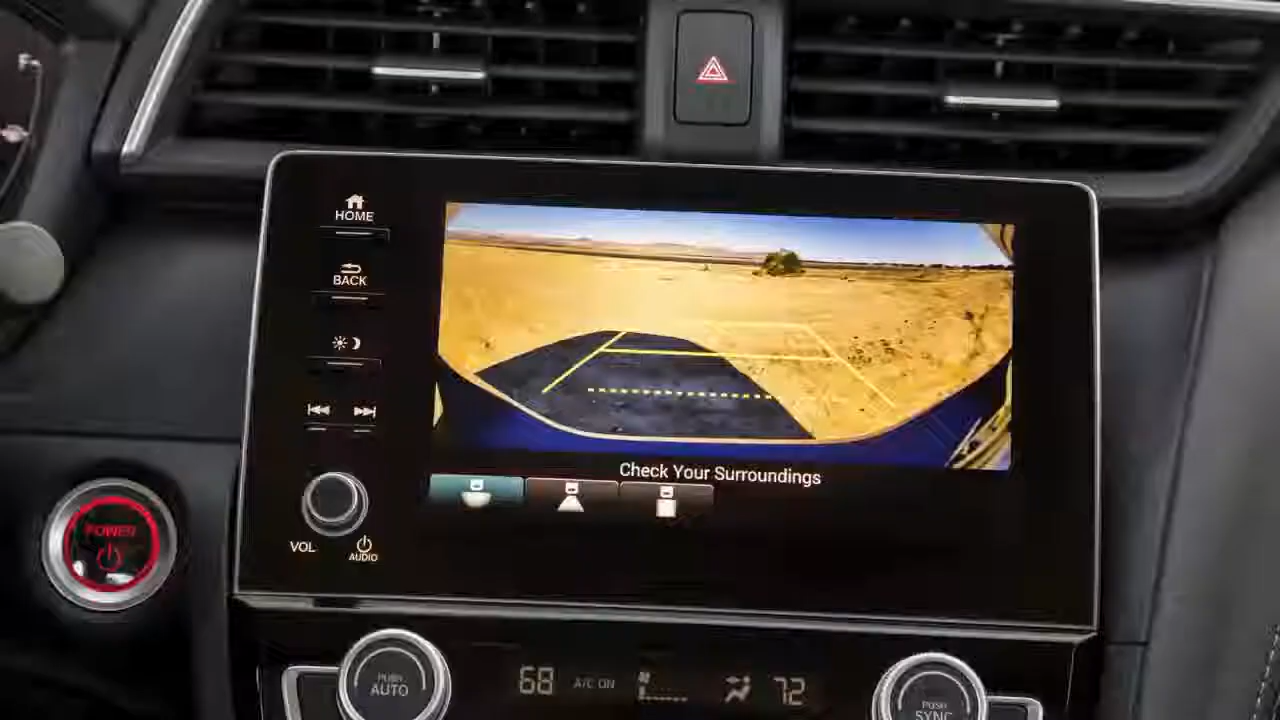 HOME
BACK
Check Your Surroundings
POWER
VOL
AUDIO
PUSH
AUTO
68
A/C ON
72
PUSH
SYNC